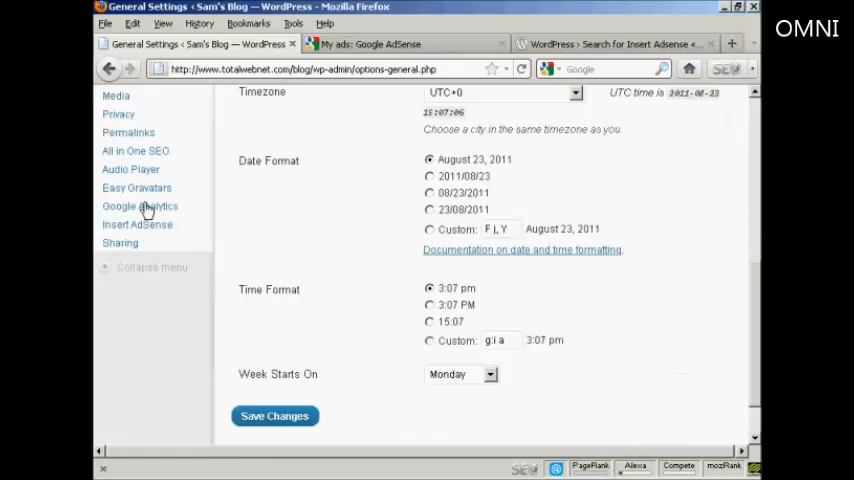 General Settings ‹ Sam's Blog — WordPress - Mozilla Firefox
OMNI
File Edit View History Bookmarks Tools Help
General Settings ‹ Sam's Blog — WordPress × My ads: Google AdSense × WordPress › Search for Insert Adsense «... ×
http://www.totalwebnet.com/blog/wp-admin/options-general.php Google
Media
Timezone UTC+0 UTC time is 2011-08-23
15:07:06
Privacy
Choose a city in the same timezone as you.
Permalinks
All in One SEO
Date Format August 23, 2011
Audio Player
2011/08/23
Easy Gravatars
08/23/2011
Google Analytics
23/08/2011
Insert AdSense
Custom: F j, Y August 23, 2011
Sharing
Documentation on date and time formatting.
Collapse menu
Time Format 3:07 pm
3:07 PM
15:07
Custom: g:i a 3:07 pm
Week Starts On Monday
Save Changes
PageRank Alexa Compete mozRank